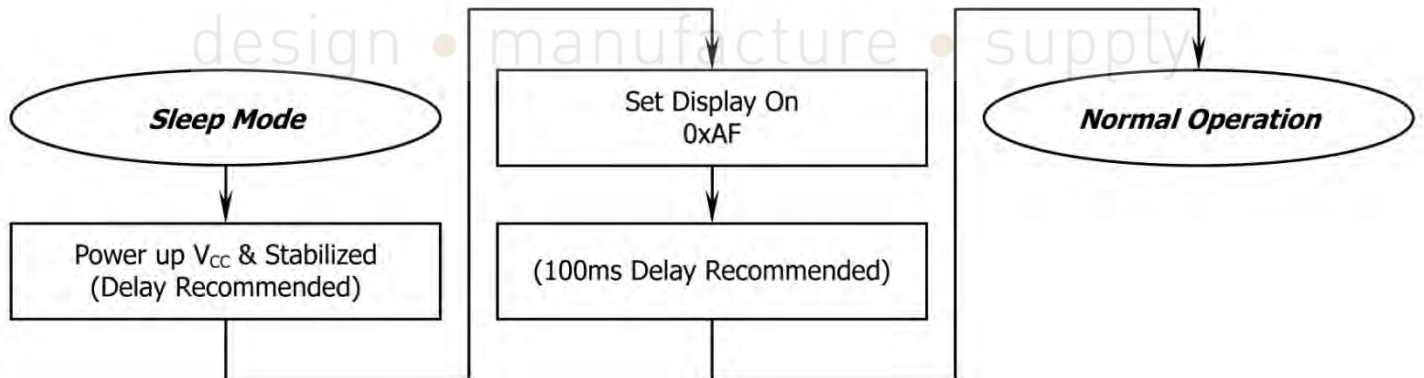 design • manufacture • supply
Sleep Mode
Power up VCC & Stabilized
(Delay Recommended)
Set Display On
0xAF
(100ms Delay Recommended)
Normal Operation